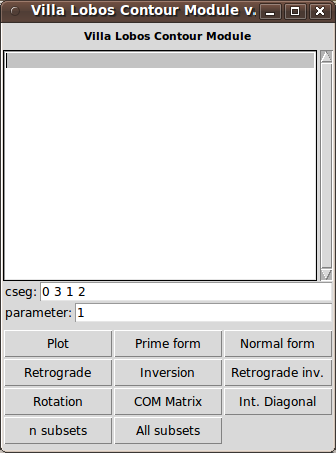 Villa Lobos Contour Module v.
Villa Lobos Contour Module
cseg: 0 3 1 2
parameter: 1
Plot Prime form Normal form
Retrograde Inversion Retrograde inv.
Rotation COM Matrix Int. Diagonal
n subsets All subsets